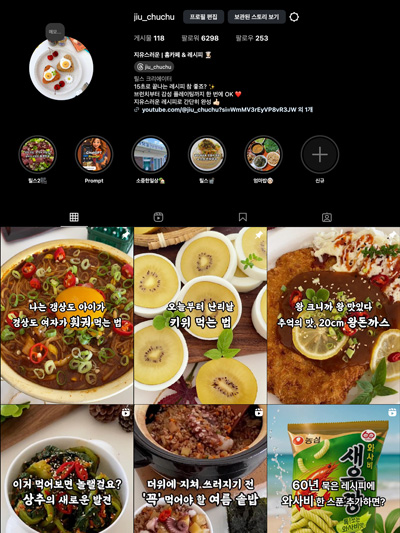 메모...
jiu_chuchu
프로필 편집
보관된 스토리 보기
게시물 118 팔로워 6298 팔로우 253
지유스러운 | 홈카페 & 레시피
jiu_chuchu
릴스 크리에이터
15초로 끝나는 레시피 참 좋죠?
브런치부터 감성 플레이팅까지 한 번에 OK
지유스러운 레시피로 간단히 완성
youtube.com/@jiu_chuchu?si=WmMV3rEyVP8vR3JW 외 1개
릴스2
Prompt
소중한일상
릴스
엄마밥
신규
나는 갱상도 아이가
경상도 여자가 훠궈 먹는 법
오늘부터 난리날
키위 먹는 법
왕 크니까 왕 맛있다
추억의 맛, 20cm 왕돈까스
이거 먹어보면 놀랠걸요?
상추의 새로운 발견
더위에 지쳐 쓰러지기 전
'꼭' 먹어야 할 여름 솥밥
농심
와사비
생
60년 묵은 레시피에
와사비 한 스푼 추가하면?